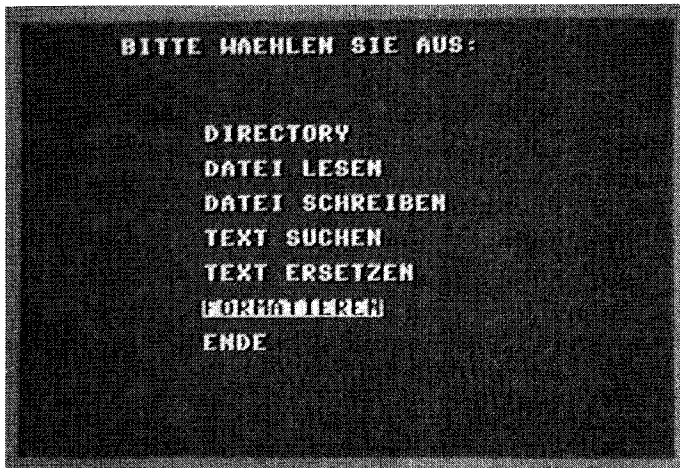 BITTE WAEHLEN SIE AUS:
DIRECTORY
DATEI LESEN
DATEI SCHREIBEN
TEXT SUCHEN
TEXT ERSETZEN
FORMATIEREN
ENDE